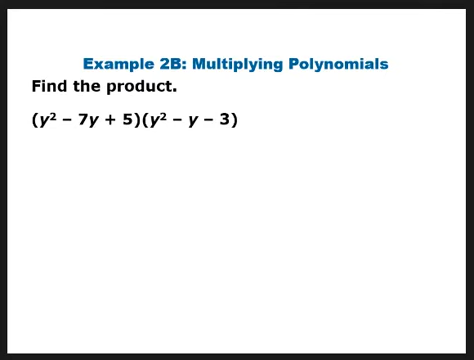 Example 2B: Multiplying Polynomials
Find the product.
(y² – 7y + 5)(y² – y – 3)